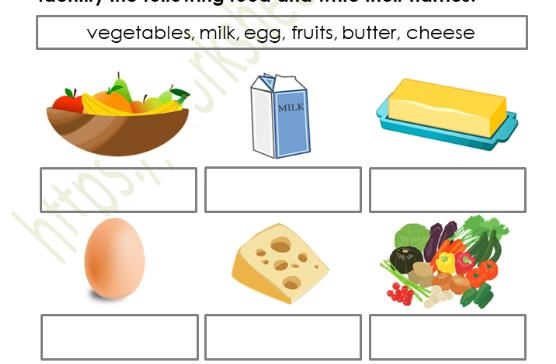 Identify the following food and write their names.
vegetables, milk, egg, fruits, butter, cheese
MILK